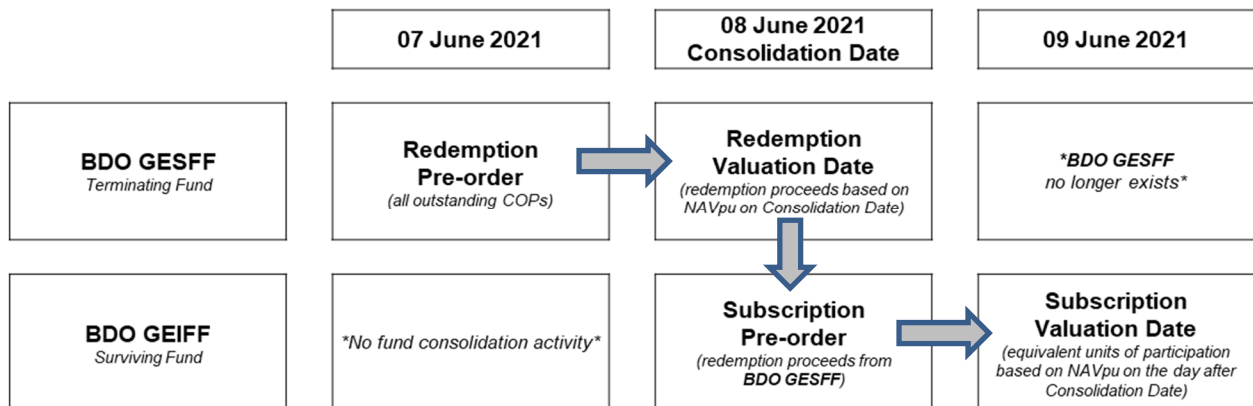 07 June 2021
08 June 2021
Consolidation Date
09 June 2021
BDO GESFF
Terminating Fund
Redemption
Pre-order
(all outstanding COPs)
Redemption
Valuation Date
(redemption proceeds based on
NAVpu on Consolidation Date)
*BDO GESFF
no longer exists*
BDO GEIFF
Surviving Fund
*No fund consolidation activity*
Subscription
Pre-order
(redemption proceeds from
BDO GESFF)
Subscription
Valuation Date
(equivalent units of participation
based on NAVpu on the day after
Consolidation Date)